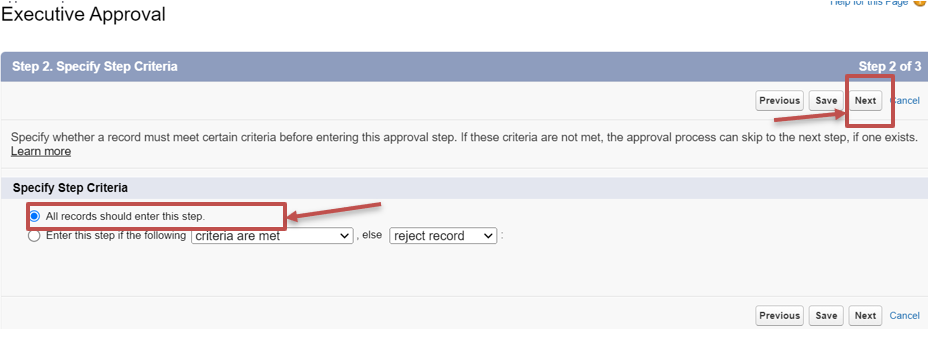 Help for this Page
Executive Approval
Step 2. Specify Step Criteria Step 2 of 3
Previous Save Next Cancel
Specify whether a record must meet certain criteria before entering this approval step. If these criteria are not met, the approval process can skip to the next step, if one exists.
Learn more
Specify Step Criteria
All records should enter this step.
Enter this step if the following criteria are met , else reject record :
Previous Save Next Cancel